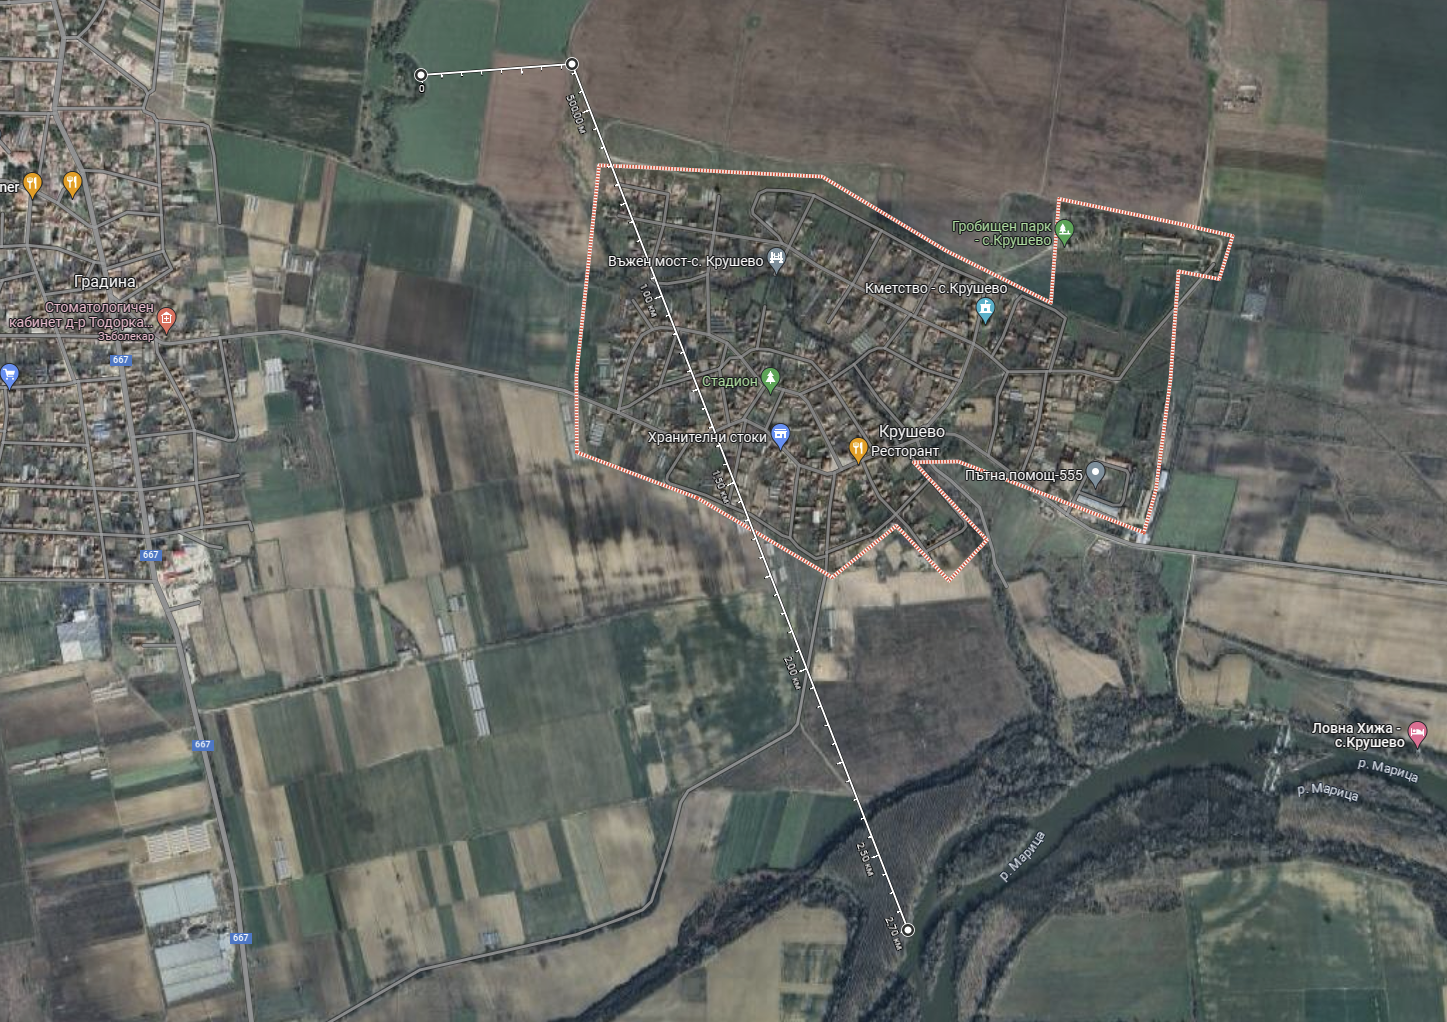 0
500,00 м
ner
Гробищен парк
- с.Крушево
Въжен мост-с. Крушево
Градина
Кметство - с.Крушево
1,00 км
Стоматологичен
кабинет д-р Тодорка...
Зъболекар
667
Стадион
Хранителни стоки
Крушево
Ресторант
Пътна помощ-555
1,50 км
667
2,00 км
667
Ловна Хижа -
с.Крушево
р. Марица
р. Марица
р. Марица
2,50 км
667
2,70 км